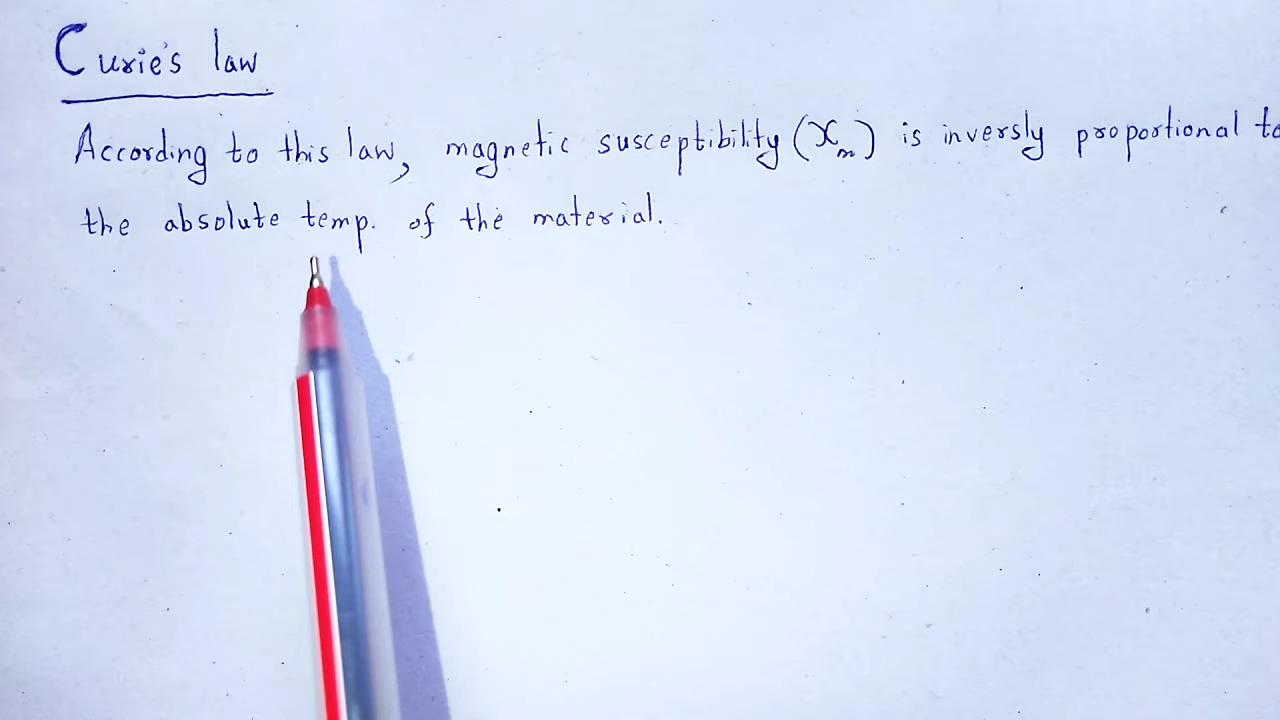 Curie's law
According to this law, magnetic susceptibility (χm) is inversly proportional to
the absolute temp. of the material.